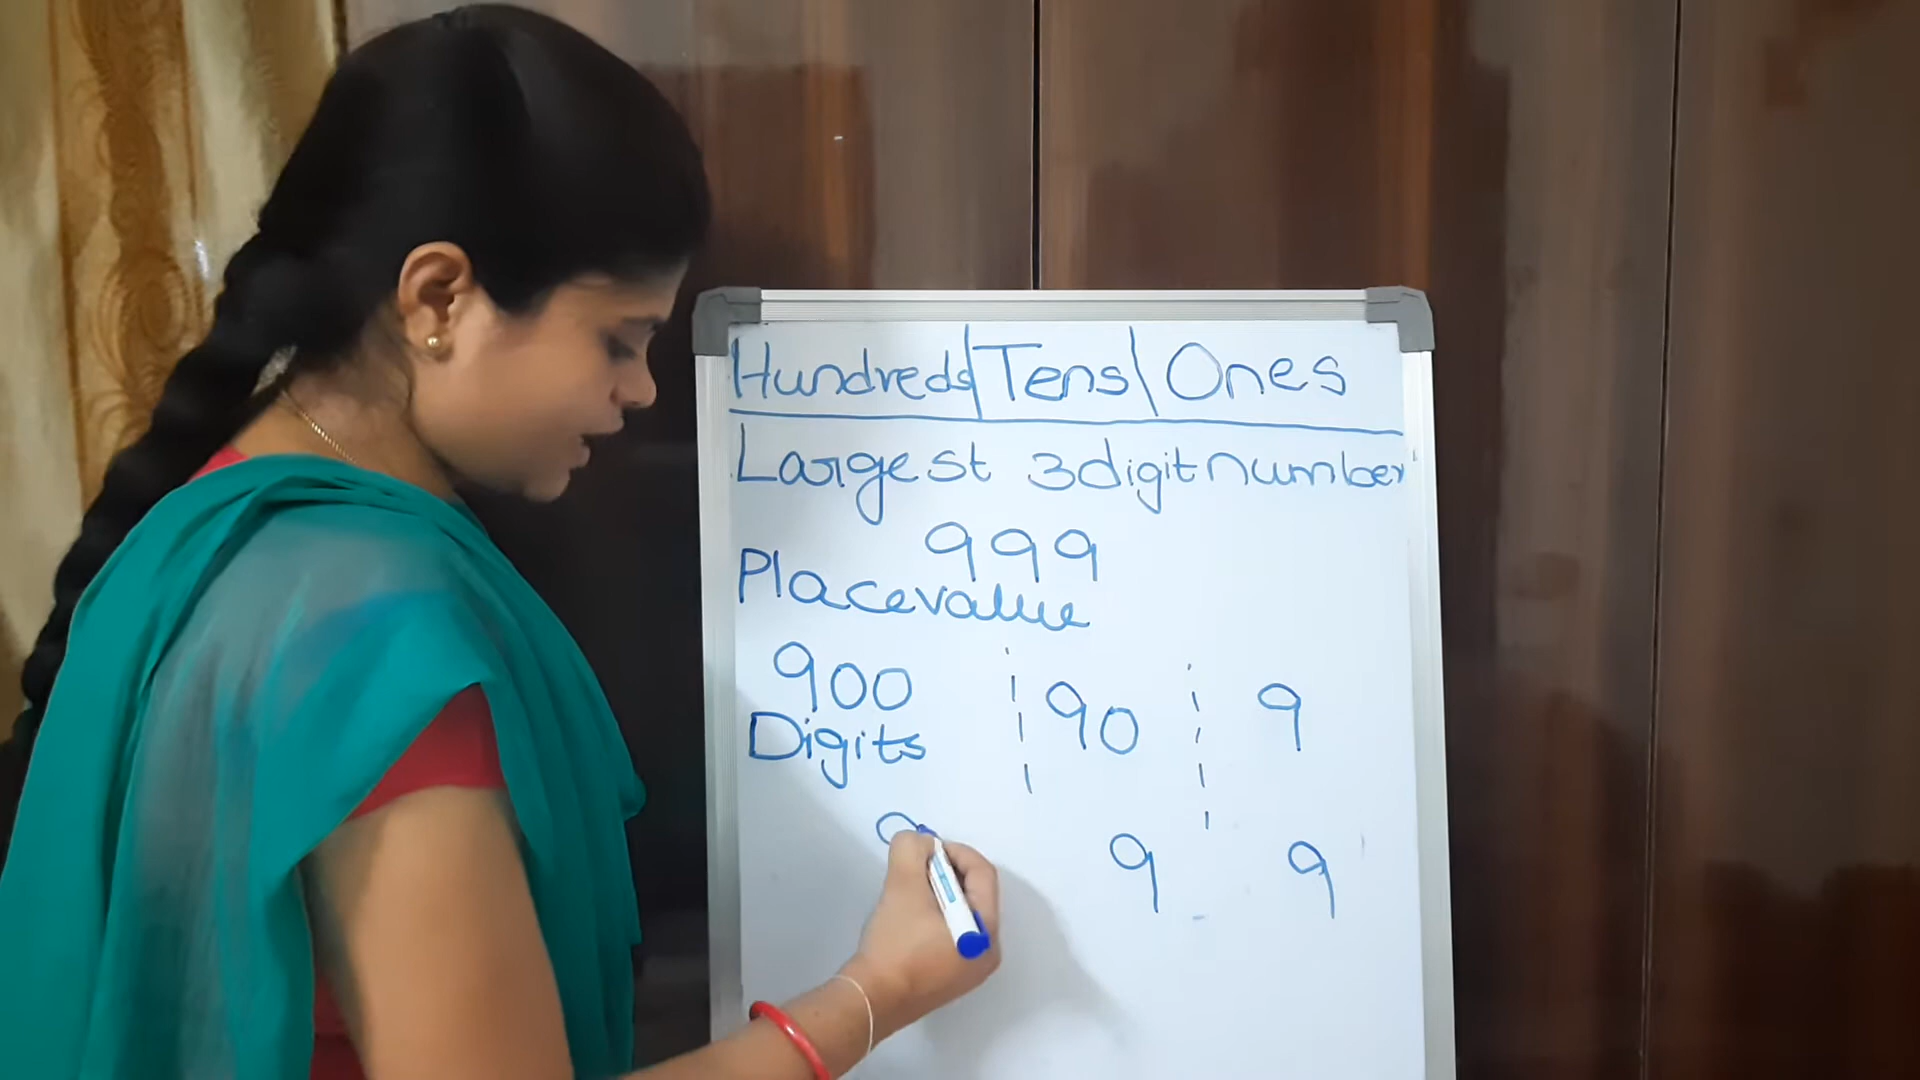 Hundreds/Tens/Ones
Largest 3digit number
999
Placevalue
900 90 9
Digits
9 9 9